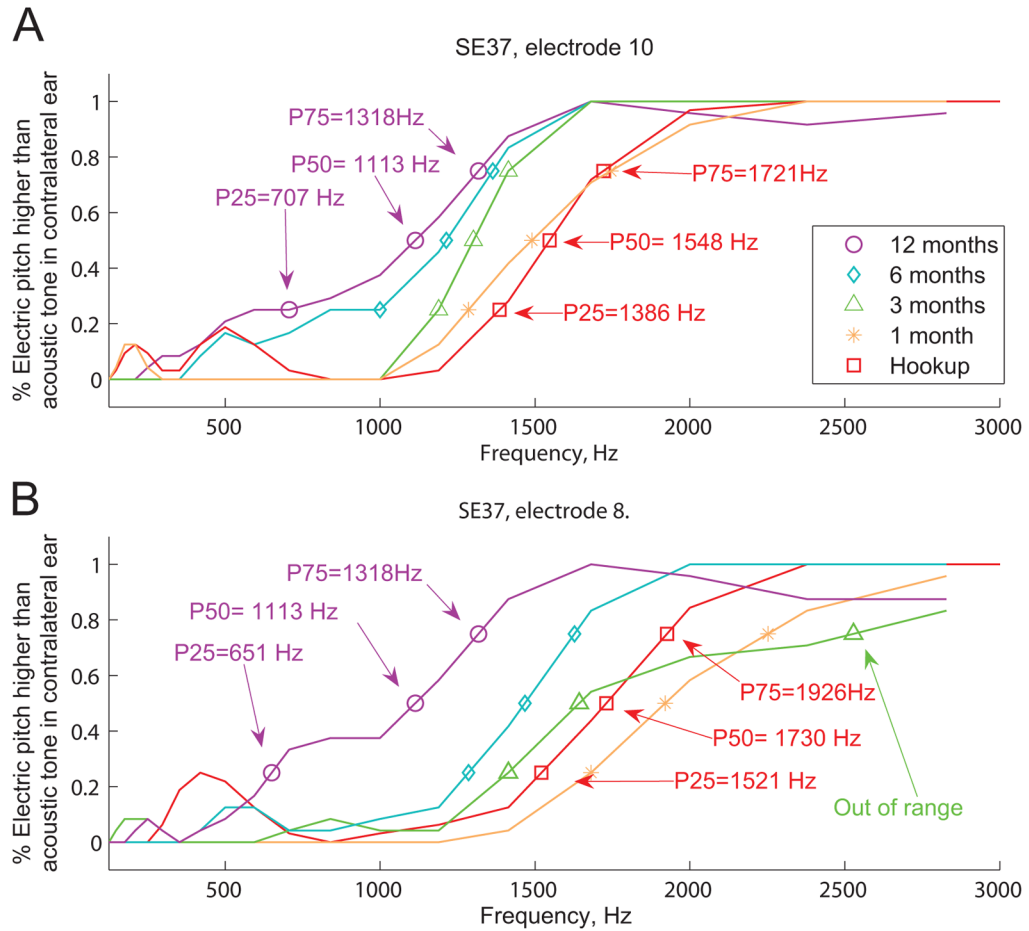 A
SE37, electrode 10
% Electric pitch higher than
acoustic tone in contralateral ear
1
0.8
0.6
0.4
0.2
0
P75=1318Hz
P50= 1113 Hz
P25=707 Hz
P75=1721Hz
P50= 1548 Hz
P25=1386 Hz
12 months
6 months
3 months
1 month
Hookup
500 1000 1500 2000 2500 3000
Frequency, Hz
B
SE37, electrode 8.
% Electric pitch higher than
acoustic tone in contralateral ear
1
0.8
0.6
0.4
0.2
0
P75=1318Hz
P50= 1113 Hz
P25=651 Hz
P75=1926Hz
P50= 1730 Hz
P25=1521 Hz
Out of range
500 1000 1500 2000 2500 3000
Frequency, Hz